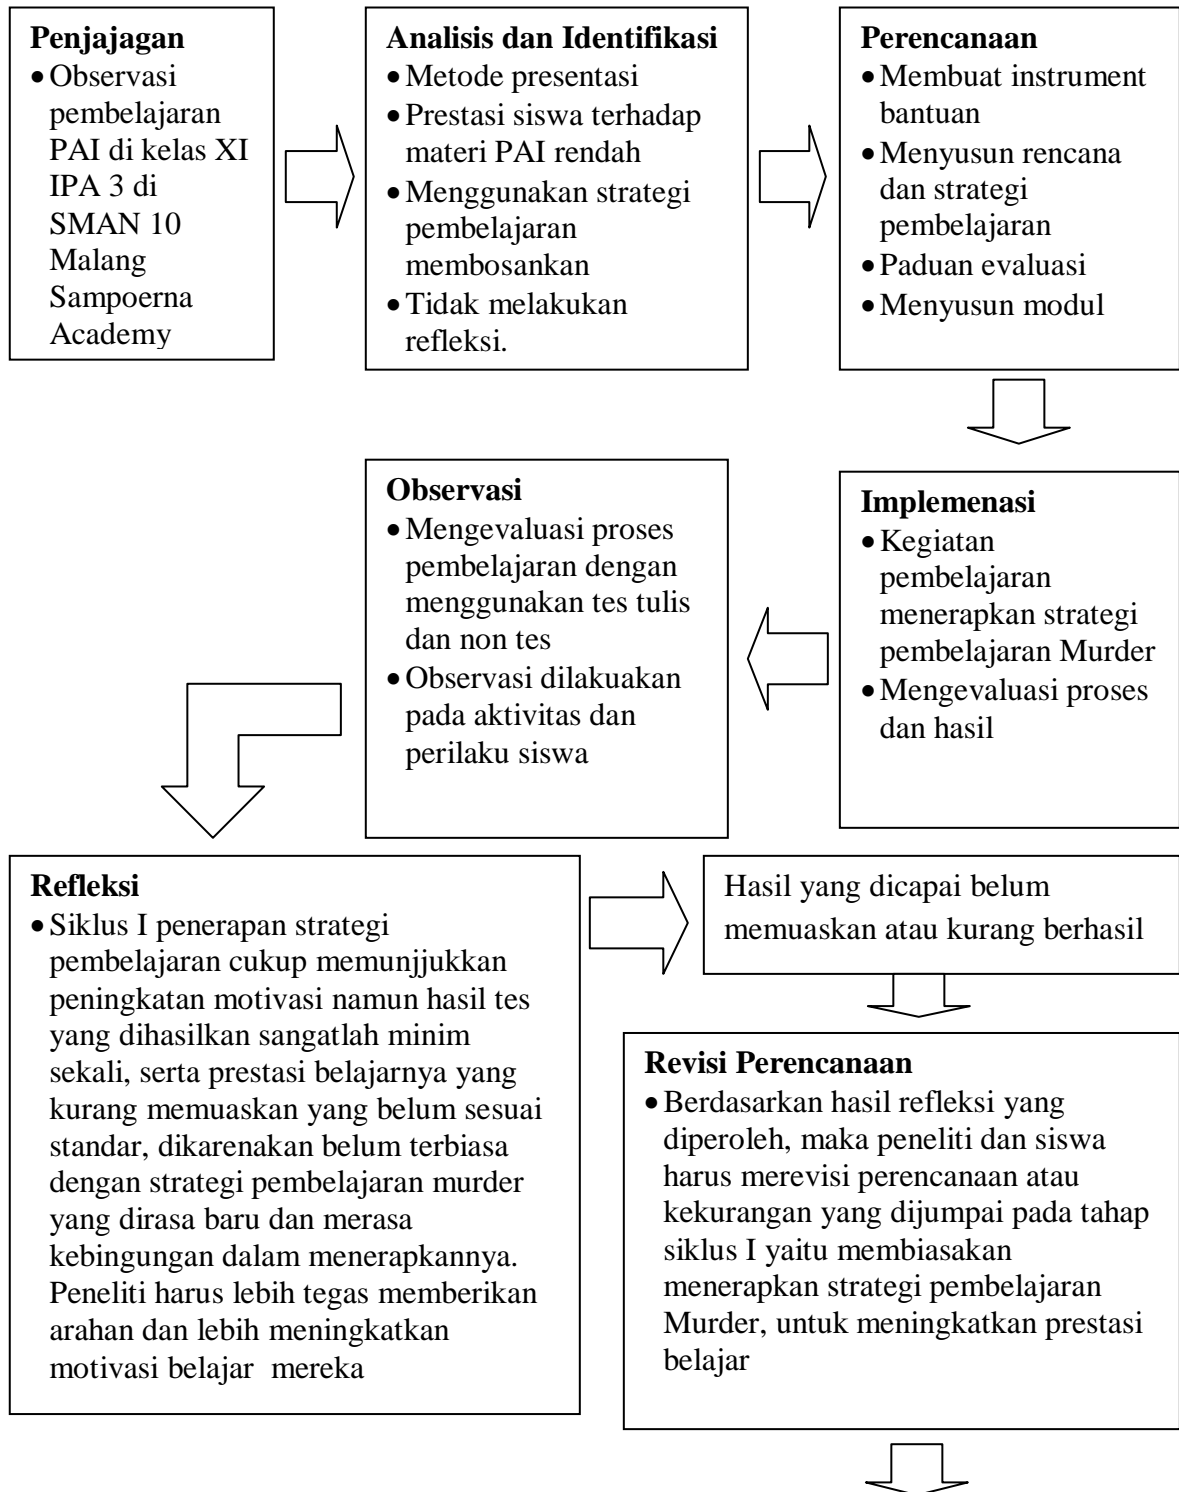 Penjajagan
• Observasi
pembelajaran
PAI di kelas XI
IPA 3 di
SMAN 10
Malang
Sampoerna
Academy
Analisis dan Identifikasi
• Metode presentasi
• Prestasi siswa terhadap
materi PAI rendah
• Menggunakan strategi
pembelajaran
membosankan
• Tidak melakukan
refleksi.
Perencanaan
• Membuat instrument
bantuan
• Menyusun rencana
dan strategi
pembelajaran
• Paduan evaluasi
• Menyusun modul
Implemenasi
• Kegiatan
pembelajaran
menerapkan strategi
pembelajaran Murder
• Mengevaluasi proses
dan hasil
Observasi
• Mengevaluasi proses
pembelajaran dengan
menggunakan tes tulis
dan non tes
• Observasi dilakuakan
pada aktivitas dan
perilaku siswa
Refleksi
• Siklus I penerapan strategi
pembelajaran cukup memunjjukkan
peningkatan motivasi namun hasil tes
yang dihasilkan sangatlah minim
sekali, serta prestasi belajarnya yang
kurang memuaskan yang belum sesuai
standar, dikarenakan belum terbiasa
dengan strategi pembelajaran murder
yang dirasa baru dan merasa
kebingungan dalam menerapkannya.
Peneliti harus lebih tegas memberikan
arahan dan lebih meningkatkan
motivasi belajar  mereka
Hasil yang dicapai belum
memuaskan atau kurang berhasil
Revisi Perencanaan
• Berdasarkan hasil refleksi yang
diperoleh, maka peneliti dan siswa
harus merevisi perencanaan atau
kekurangan yang dijumpai pada tahap
siklus I yaitu membiasakan
menerapkan strategi pembelajaran
Murder, untuk meningkatkan prestasi
belajar